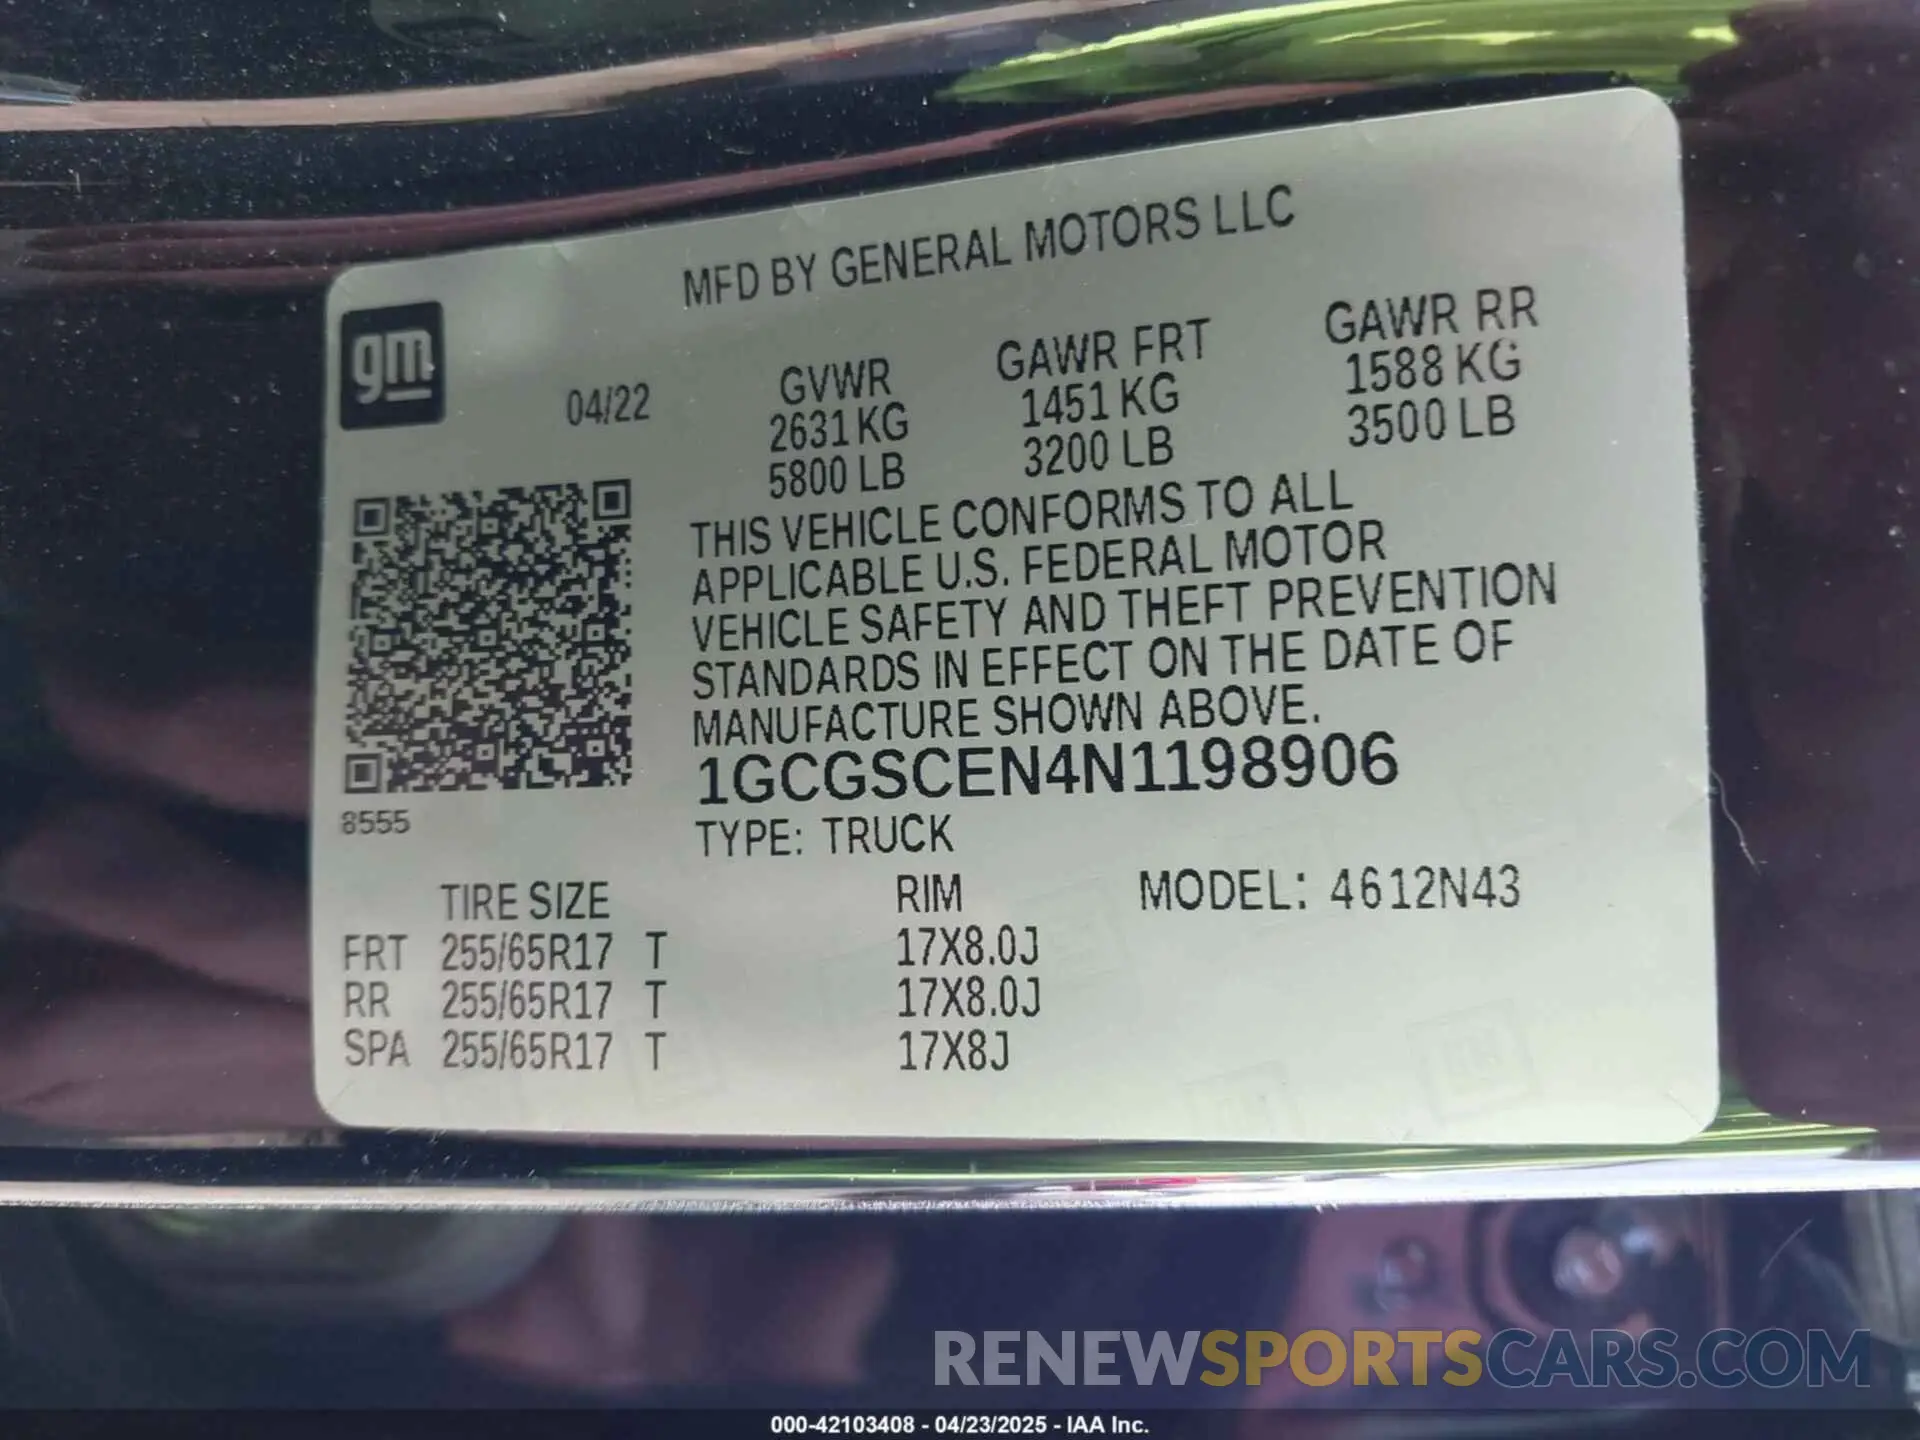 MFD BY GENERAL MOTORS LLC
gm
04/22
GVWR
2631 KG
5800 LB
GAWR FRT
1451 KG
3200 LB
GAWR RR
1588 KG
3500 LB
THIS VEHICLE CONFORMS TO ALL
APPLICABLE U.S. FEDERAL MOTOR
VEHICLE SAFETY AND THEFT PREVENTION
STANDARDS IN EFFECT ON THE DATE OF
MANUFACTURE SHOWN ABOVE.
1GCGSCEN4N1198906
8555
TYPE: TRUCK
TIRE SIZE RIM MODEL: 4612N43
FRT 255/65R17 T 17X8.0J
RR 255/65R17 T 17X8.0J
SPA 255/65R17 T 17X8J
RENEWSPORTSCARS.COM
000-42103408 - 04/23/2025 - IAA Inc.